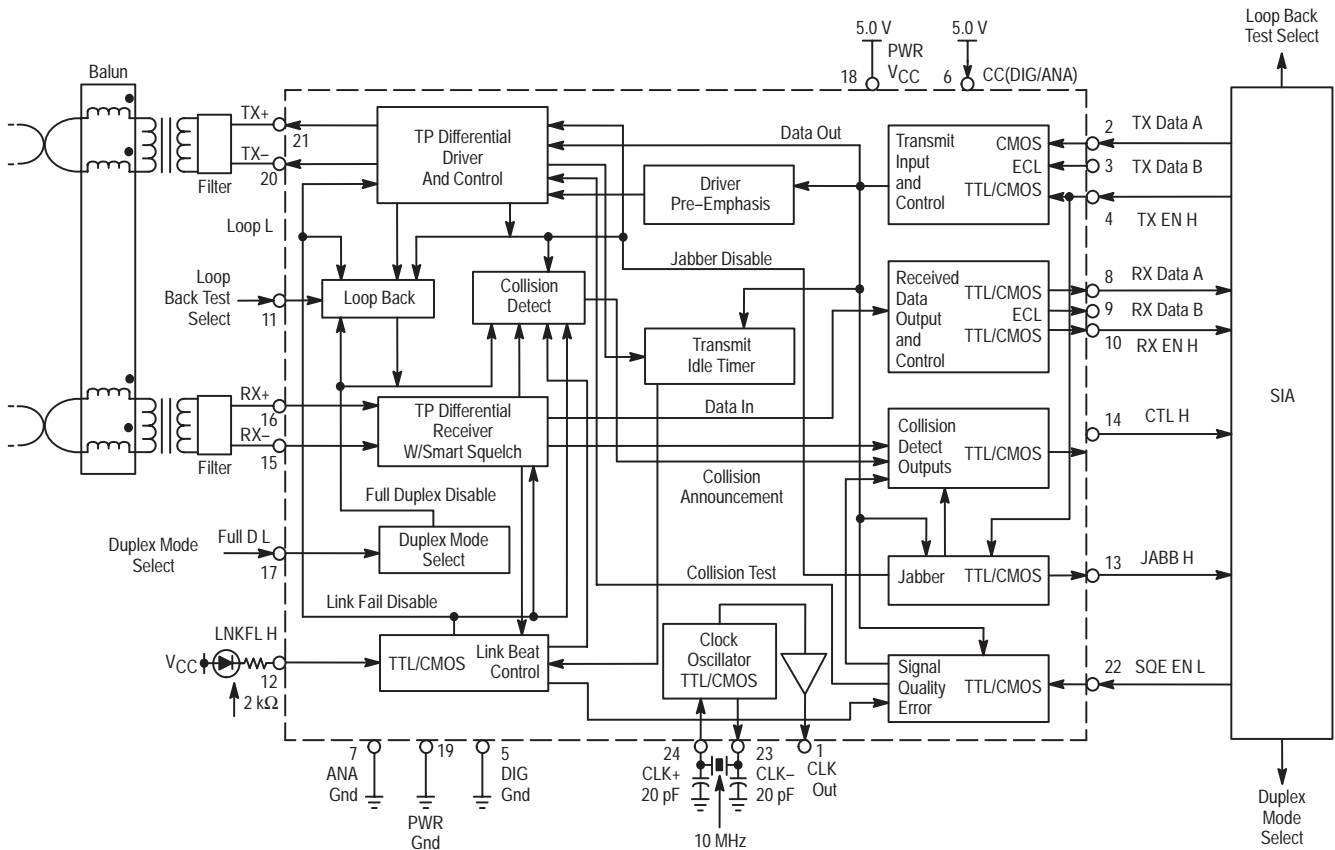 Loop Back
Test Select
5.0 V
5.0 V
PWR
VCC
18
6
CC(DIG/ANA)
Balun
TX+
21
TX–
20
Filter
TP Differential
Driver
And Control
Data Out
Driver
Pre–Emphasis
Transmit
Input
and
Control
CMOS
ECL
TTL/CMOS
2
TX Data A
3
TX Data B
4
TX EN H
Loop L
Jabber Disable
Loop
Back Test
Select
11
Loop Back
Collision
Detect
Transmit
Idle Timer
Received
Data
Output
and
Control
TTL/CMOS
ECL
TTL/CMOS
8
RX Data A
9
RX Data B
10
RX EN H
SIA
RX+
16
RX–
15
Filter
TP Differential
Receiver
W/Smart Squelch
Data In
Collision
Announcement
Collision
Detect
Outputs
TTL/CMOS
14
CTL H
Full Duplex Disable
Duplex Mode
Select
Full D L
17
Duplex Mode
Select
Collision Test
Jabber
TTL/CMOS
13
JABB H
Link Fail Disable
LNKFL H
VCC
12
2 kΩ
TTL/CMOS
Link Beat
Control
Clock
Oscillator
TTL/CMOS
Signal
Quality
Error
TTL/CMOS
22
SQE EN L
7
ANA
Gnd
19
PWR
Gnd
5
DIG
Gnd
24
CLK+
20 pF
23
CLK–
20 pF
1
CLK
Out
10 MHz
Duplex
Mode
Select